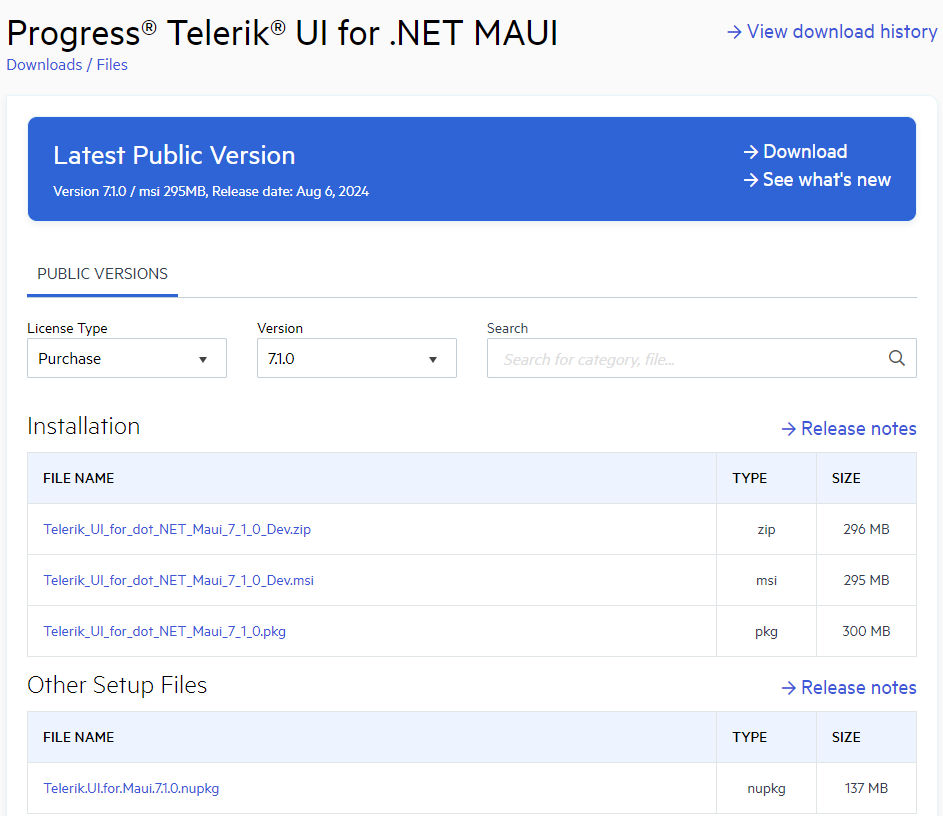 Progress® Telerik® UI for .NET MAUI
→ View download history
Downloads / Files
Latest Public Version
Version 7.1.0 / msi 295MB, Release date: Aug 6, 2024
→ Download
→ See what's new
PUBLIC VERSIONS
License Type
Purchase
Version
7.1.0
Search
Search for category, file...
Installation
→ Release notes
FILE NAME TYPE SIZE
Telerik_UI_for_dot_NET_Maui_7_1_0_Dev.zip zip 296 MB
Telerik_UI_for_dot_NET_Maui_7_1_0_Dev.msi msi 295 MB
Telerik_UI_for_dot_NET_Maui_7_1_0.pkg pkg 300 MB
Other Setup Files
→ Release notes
FILE NAME TYPE SIZE
Telerik.UI.for.Maui.7.1.0.nupkg nupkg 137 MB